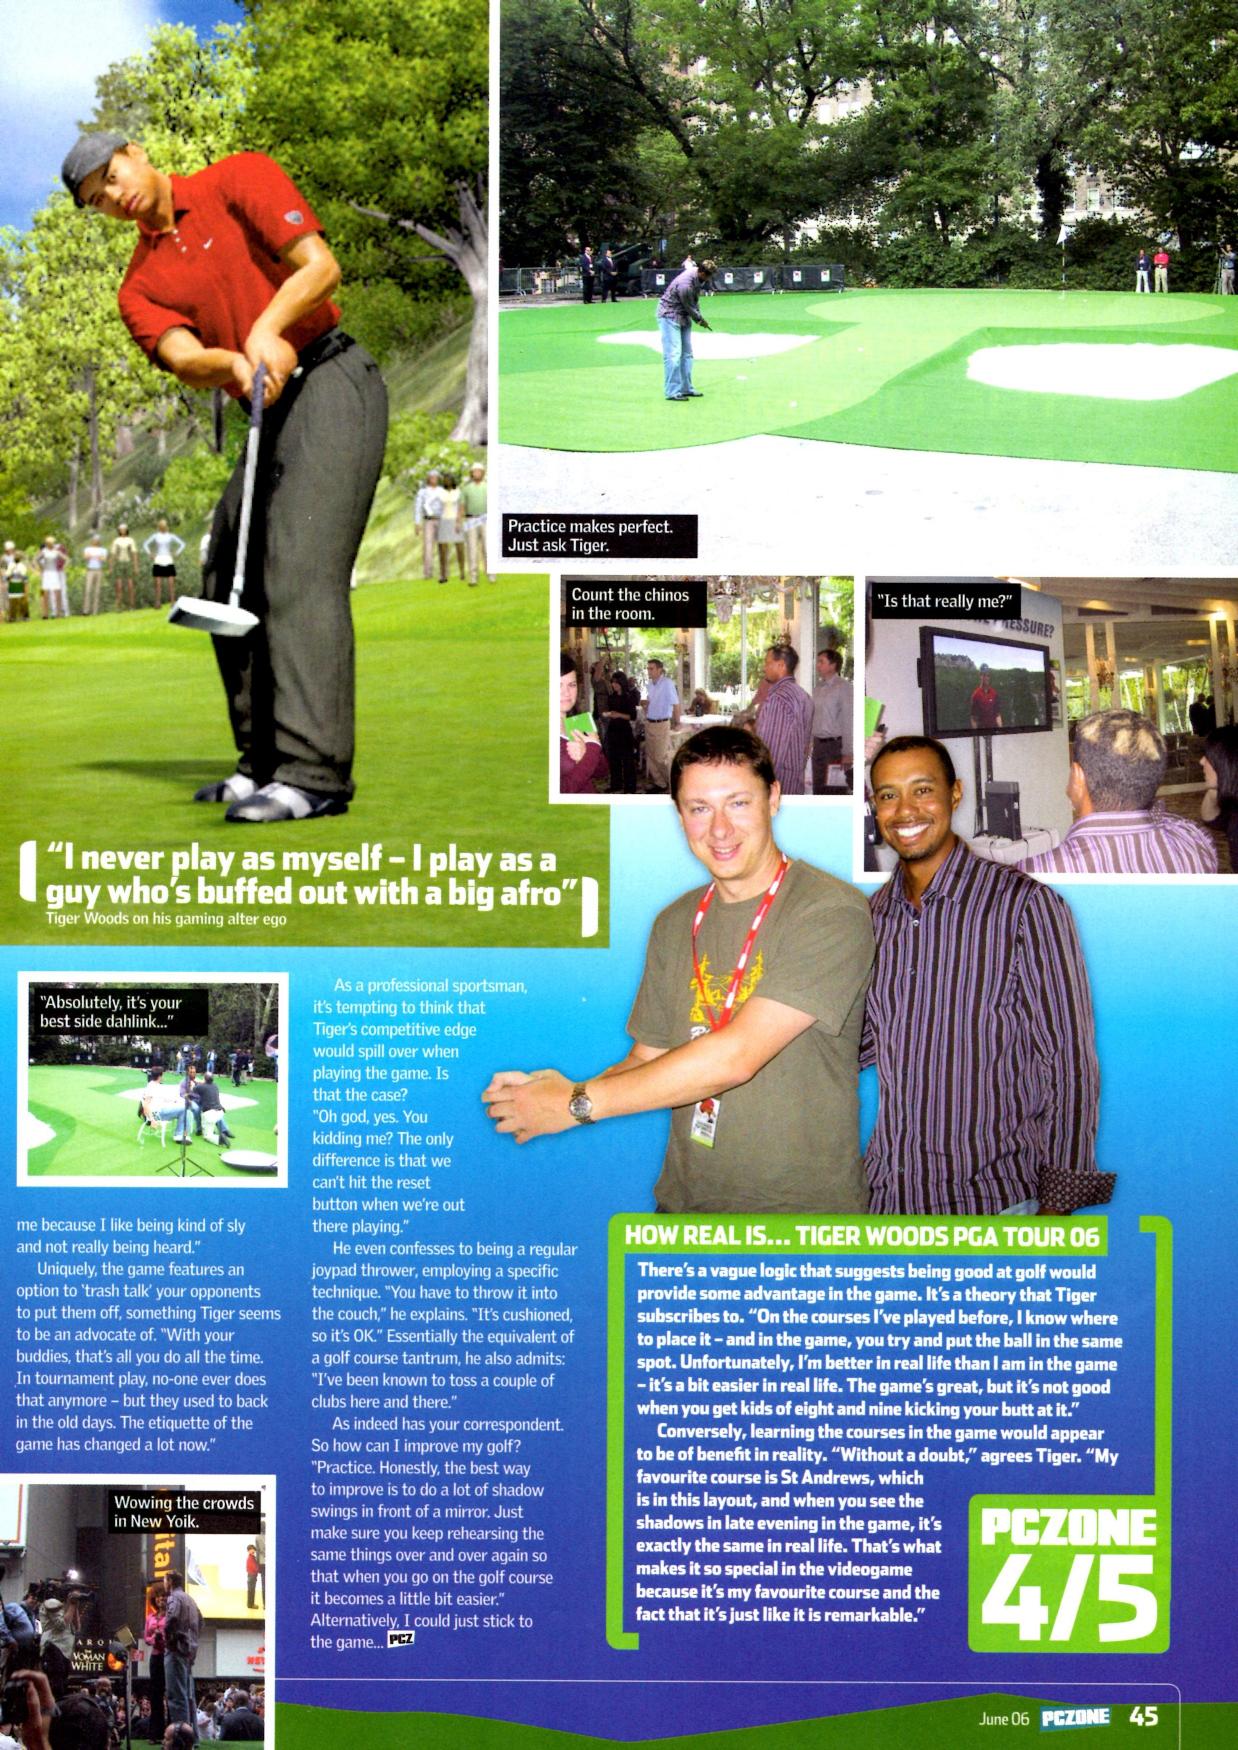 Practice makes perfect.
Just ask Tiger.
Count the chinos
in the room.
"Is that really me?"
PRESSURE?
"I never play as myself – I play as a
guy who's buffed out with a big afro"
Tiger Woods on his gaming alter ego
"Absolutely, it's your
best side dahlink..."
me because I like being kind of sly
and not really being heard."
Uniquely, the game features an
option to 'trash talk' your opponents
to put them off, something Tiger seems
to be an advocate of. "With your
buddies, that's all you do all the time.
In tournament play, no-one ever does
that anymore – but they used to back
in the old days. The etiquette of the
game has changed a lot now."
Wowing the crowds
in New Yoik.
WOMAN
WHITE
As a professional sportsman,
it's tempting to think that
Tiger's competitive edge
would spill over when
playing the game. Is
that the case?
"Oh god, yes. You
kidding me? The only
difference is that we
can't hit the reset
button when we're out
there playing."
He even confesses to being a regular
joypad thrower, employing a specific
technique. "You have to throw it into
the couch," he explains. "It's cushioned,
so it's OK." Essentially the equivalent of
a golf course tantrum, he also admits:
"I've been known to toss a couple of
clubs here and there."
As indeed has your correspondent.
So how can I improve my golf?
"Practice. Honestly, the best way
to improve is to do a lot of shadow
swings in front of a mirror. Just
make sure you keep rehearsing the
same things over and over again so
that when you go on the golf course
it becomes a little bit easier."
Alternatively, I could just stick to
the game... PCZ
HOW REAL IS... TIGER WOODS PGA TOUR 06
There's a vague logic that suggests being good at golf would
provide some advantage in the game. It's a theory that Tiger
subscribes to. "On the courses I've played before, I know where
to place it – and in the game, you try and put the ball in the same
spot. Unfortunately, I'm better in real life than I am in the game
– it's a bit easier in real life. The game's great, but it's not good
when you get kids of eight and nine kicking your butt at it."
Conversely, learning the courses in the game would appear
to be of benefit in reality. "Without a doubt," agrees Tiger. "My
favourite course is St Andrews, which
is in this layout, and when you see the
shadows in late evening in the game, it's
exactly the same in real life. That's what
makes it so special in the videogame
because it's my favourite course and the
fact that it's just like it is remarkable."
PCZONE
4/5
June 06 PCZONE 45